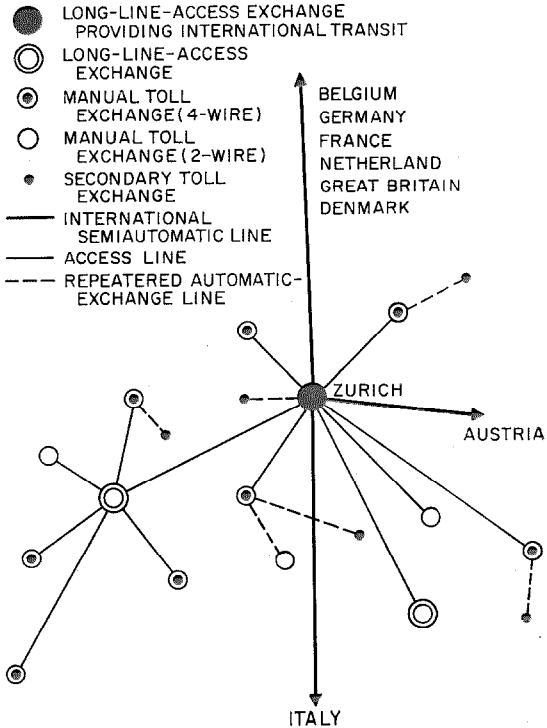 LONG-LINE-ACCESS EXCHANGE
PROVIDING INTERNATIONAL TRANSIT
LONG-LINE-ACCESS
EXCHANGE
MANUAL TOLL
EXCHANGE(4-WIRE)
MANUAL TOLL
EXCHANGE(2-WIRE)
SECONDARY TOLL
EXCHANGE
INTERNATIONAL
SEMIAUTOMATIC LINE
ACCESS LINE
REPEATERED AUTOMATIC-
EXCHANGE LINE
BELGIUM
GERMANY
FRANCE
NETHERLAND
GREAT BRITAIN
DENMARK
ZURICH
AUSTRIA
ITALY